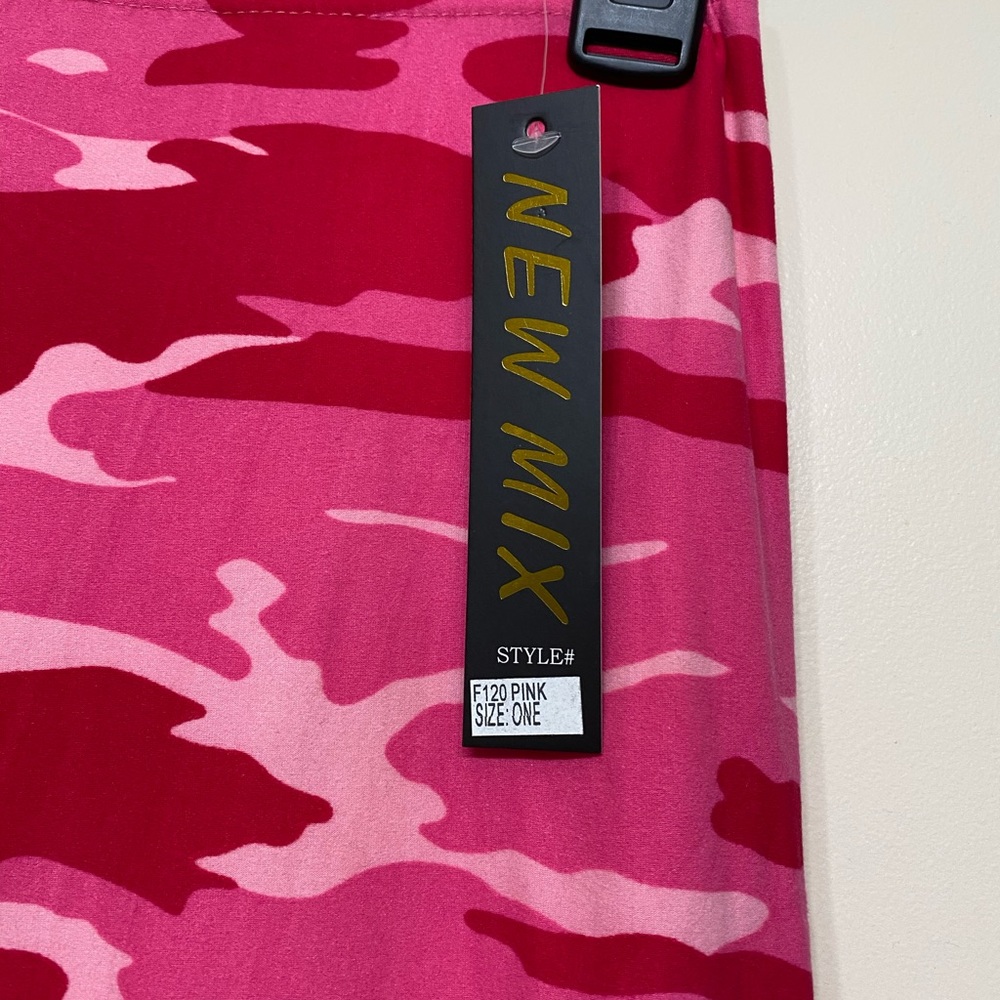 NEW MIX
STYLE#
F120 PINK
SIZE: ONE